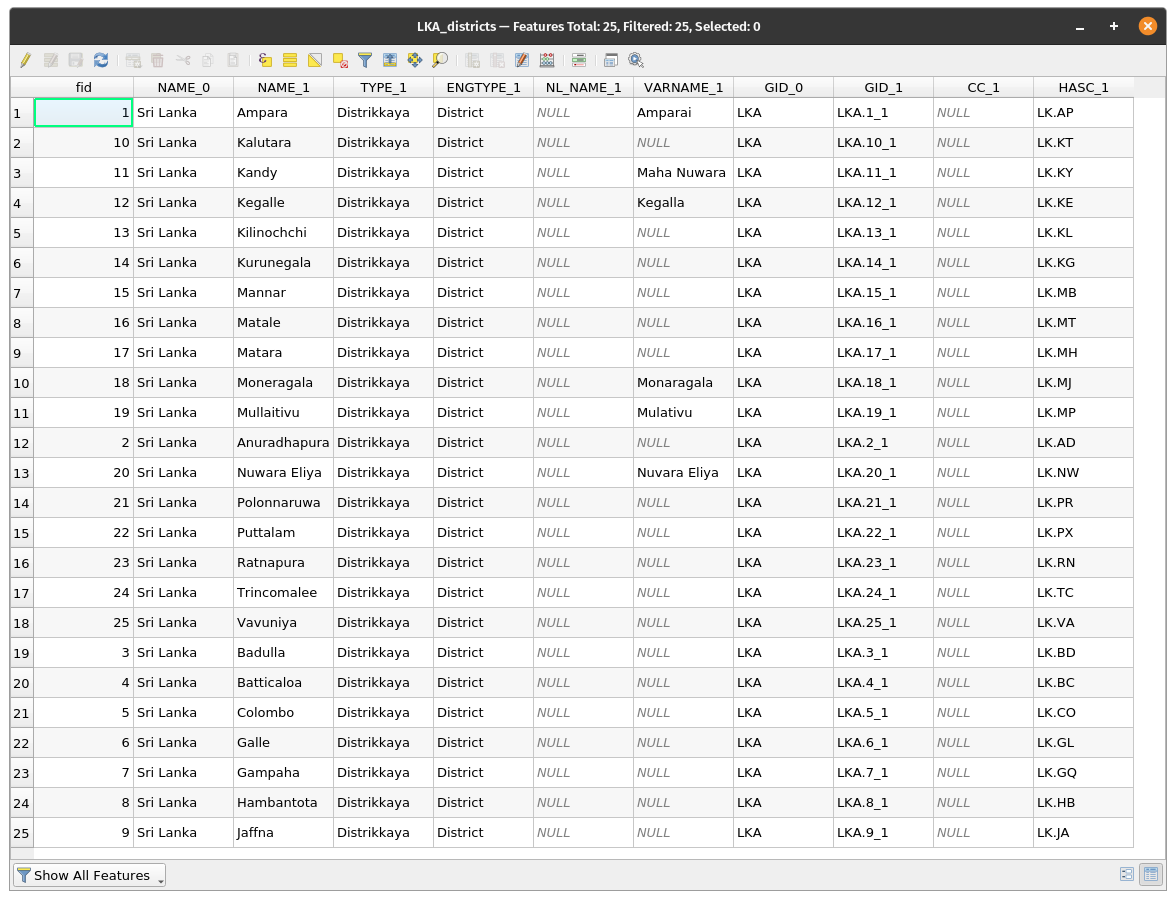 LKA_districts — Features Total: 25, Filtered: 25, Selected: 0
fid NAME_0 NAME_1 TYPE_1 ENGTYPE_1 NL_NAME_1 VARNAME_1 GID_0 GID_1 CC_1 HASC_1
1 1 Sri Lanka Ampara Distrikkaya District NULL Amparai LKA LKA.1_1 NULL LK.AP
2 10 Sri Lanka Kalutara Distrikkaya District NULL NULL LKA LKA.10_1 NULL LK.KT
3 11 Sri Lanka Kandy Distrikkaya District NULL Maha Nuwara LKA LKA.11_1 NULL LK.KY
4 12 Sri Lanka Kegalle Distrikkaya District NULL Kegalla LKA LKA.12_1 NULL LK.KE
5 13 Sri Lanka Kilinochchi Distrikkaya District NULL NULL LKA LKA.13_1 NULL LK.KL
6 14 Sri Lanka Kurunegala Distrikkaya District NULL NULL LKA LKA.14_1 NULL LK.KG
7 15 Sri Lanka Mannar Distrikkaya District NULL NULL LKA LKA.15_1 NULL LK.MB
8 16 Sri Lanka Matale Distrikkaya District NULL NULL LKA LKA.16_1 NULL LK.MT
9 17 Sri Lanka Matara Distrikkaya District NULL NULL LKA LKA.17_1 NULL LK.MH
10 18 Sri Lanka Moneragala Distrikkaya District NULL Monaragala LKA LKA.18_1 NULL LK.MJ
11 19 Sri Lanka Mullaitivu Distrikkaya District NULL Mulativu LKA LKA.19_1 NULL LK.MP
12 2 Sri Lanka Anuradhapura Distrikkaya District NULL NULL LKA LKA.2_1 NULL LK.AD
13 20 Sri Lanka Nuwara Eliya Distrikkaya District NULL Nuvara Eliya LKA LKA.20_1 NULL LK.NW
14 21 Sri Lanka Polonnaruwa Distrikkaya District NULL NULL LKA LKA.21_1 NULL LK.PR
15 22 Sri Lanka Puttalam Distrikkaya District NULL NULL LKA LKA.22_1 NULL LK.PX
16 23 Sri Lanka Ratnapura Distrikkaya District NULL NULL LKA LKA.23_1 NULL LK.RN
17 24 Sri Lanka Trincomalee Distrikkaya District NULL NULL LKA LKA.24_1 NULL LK.TC
18 25 Sri Lanka Vavuniya Distrikkaya District NULL NULL LKA LKA.25_1 NULL LK.VA
19 3 Sri Lanka Badulla Distrikkaya District NULL NULL LKA LKA.3_1 NULL LK.BD
20 4 Sri Lanka Batticaloa Distrikkaya District NULL NULL LKA LKA.4_1 NULL LK.BC
21 5 Sri Lanka Colombo Distrikkaya District NULL NULL LKA LKA.5_1 NULL LK.CO
22 6 Sri Lanka Galle Distrikkaya District NULL NULL LKA LKA.6_1 NULL LK.GL
23 7 Sri Lanka Gampaha Distrikkaya District NULL NULL LKA LKA.7_1 NULL LK.GQ
24 8 Sri Lanka Hambantota Distrikkaya District NULL NULL LKA LKA.8_1 NULL LK.HB
25 9 Sri Lanka Jaffna Distrikkaya District NULL NULL LKA LKA.9_1 NULL LK.JA
Show All Features